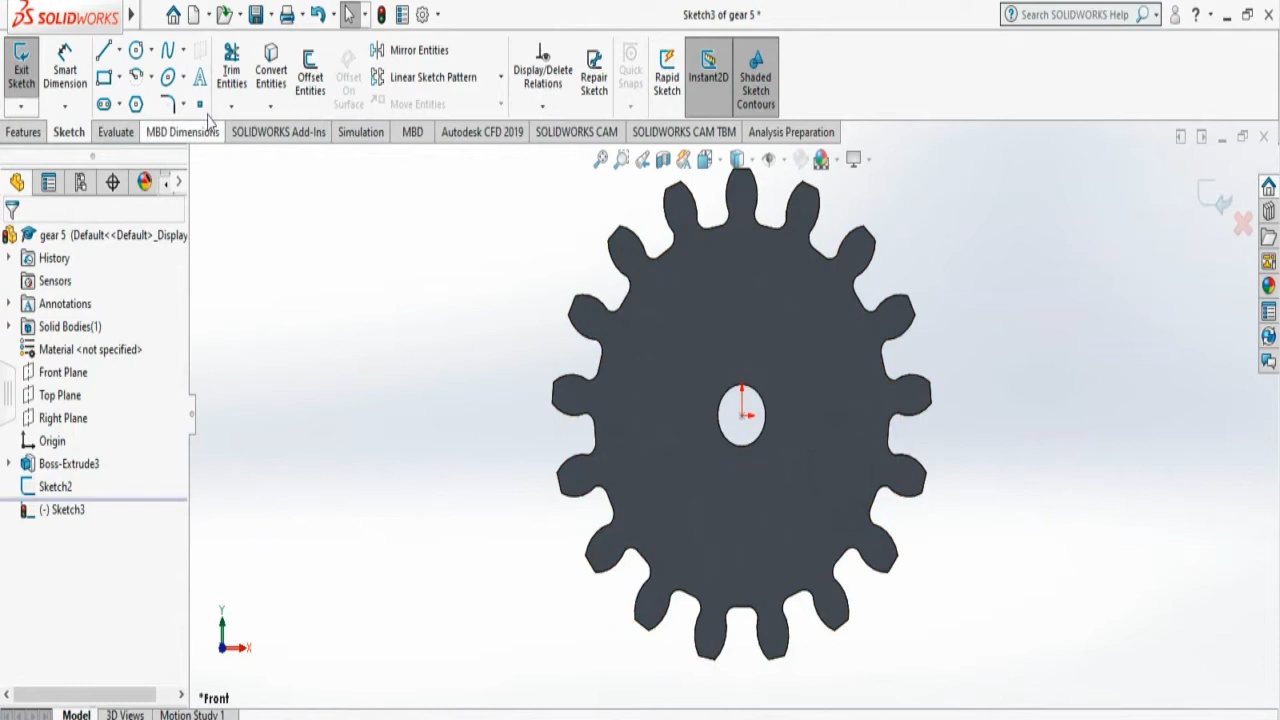 SOLIDWORKS
Sketch3 of gear 5 *
Search SOLIDWORKS Help
Exit Sketch
Smart Dimension
Trim Entities
Convert Entities
Offset Entities
Offset On Surface
Mirror Entities
Linear Sketch Pattern
Move Entities
Display/Delete Relations
Repair Sketch
Quick Snaps
Rapid Sketch
Instant2D
Shaded Sketch Contours
Features
Sketch
Evaluate
MBD Dimensions
SOLIDWORKS Add-Ins
Simulation
MBD
Autodesk CFD 2019
SOLIDWORKS CAM
SOLIDWORKS CAM TBM
Analysis Preparation
gear 5 (Default<<Default>_Display
History
Sensors
Annotations
Solid Bodies(1)
Material <not specified>
Front Plane
Top Plane
Right Plane
Origin
Boss-Extrude3
Sketch2
(-) Sketch3
Y
X
*Front
Model
3D Views
Motion Study 1